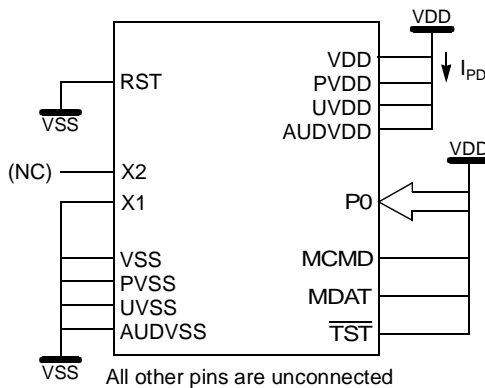 VDD
VDD
PVDD
UVDD
AUDVDD
I_PD
RST
VSS
VDD
(NC)
X2
X1
P0
VSS
PVSS
UVSS
AUDVSS
MCMD
MDAT
TST
VSS
All other pins are unconnected